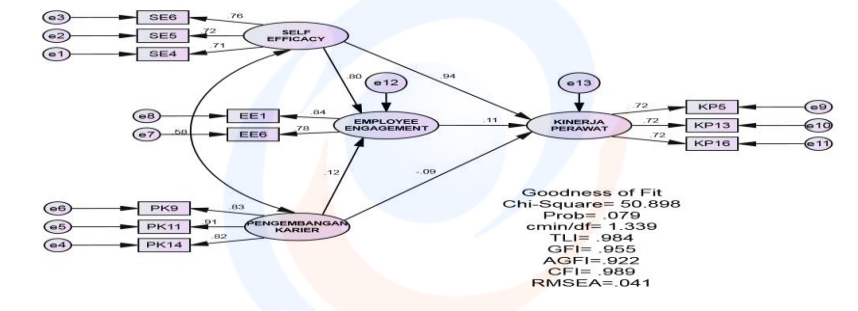 e3
SE6
.76
SELF
EFFICACY
e2
SE5
.72
e1
SE4
.71
.80
e12
.94
e13
e8
EE1
.84
EMPLOYEE
ENGAGEMENT
e7
.58
EE6
.78
.11
KINERJA
PERAWAT
.72
KP5
e9
.72
KP13
e10
.72
KP16
e11
.12
-.09
e6
PK9
.83
PENGEMBANGAN
KARIER
e5
PK11
.91
e4
PK14
.82
Goodness of Fit
Chi-Square= 50.898
Prob= .079
cmin/df= 1.339
TLI= .984
GFI= .955
AGFI=.922
CFI= .989
RMSEA=.041